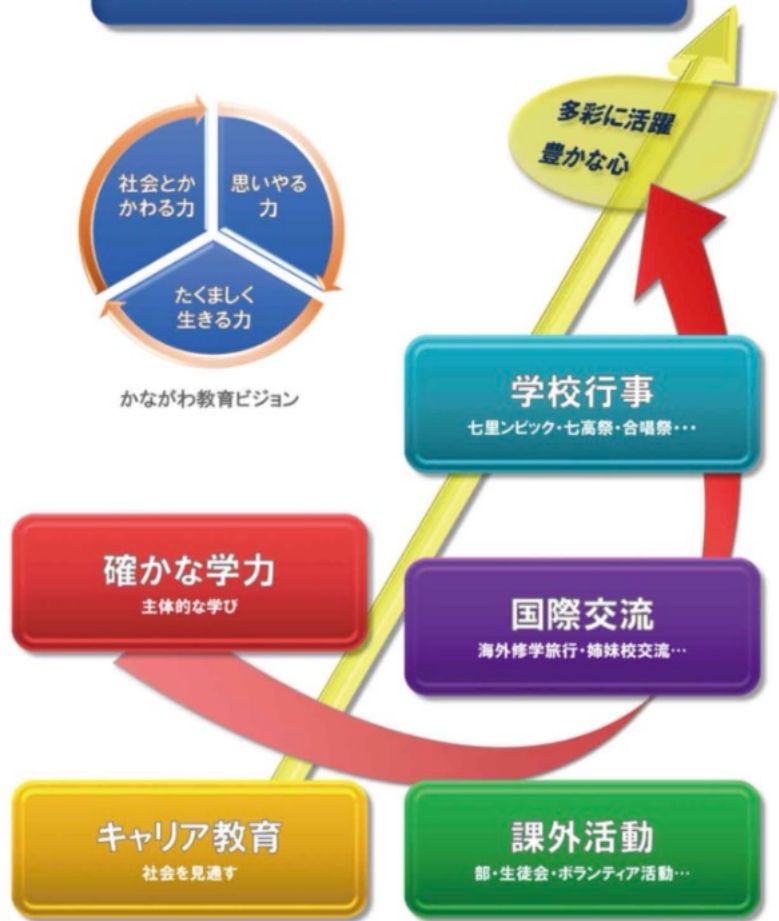 多彩に活躍
豊かな心
社会とか
かわる力
思いやる
力
たくましく
生きる力
かながわ教育ビジョン
学校行事
七里ンピック・七高祭・合唱祭・・・
確かな学力
主体的な学び
国際交流
海外修学旅行・姉妹校交流…
キャリア教育
社会を見通す
課外活動
部・生徒会・ボランティア活動…